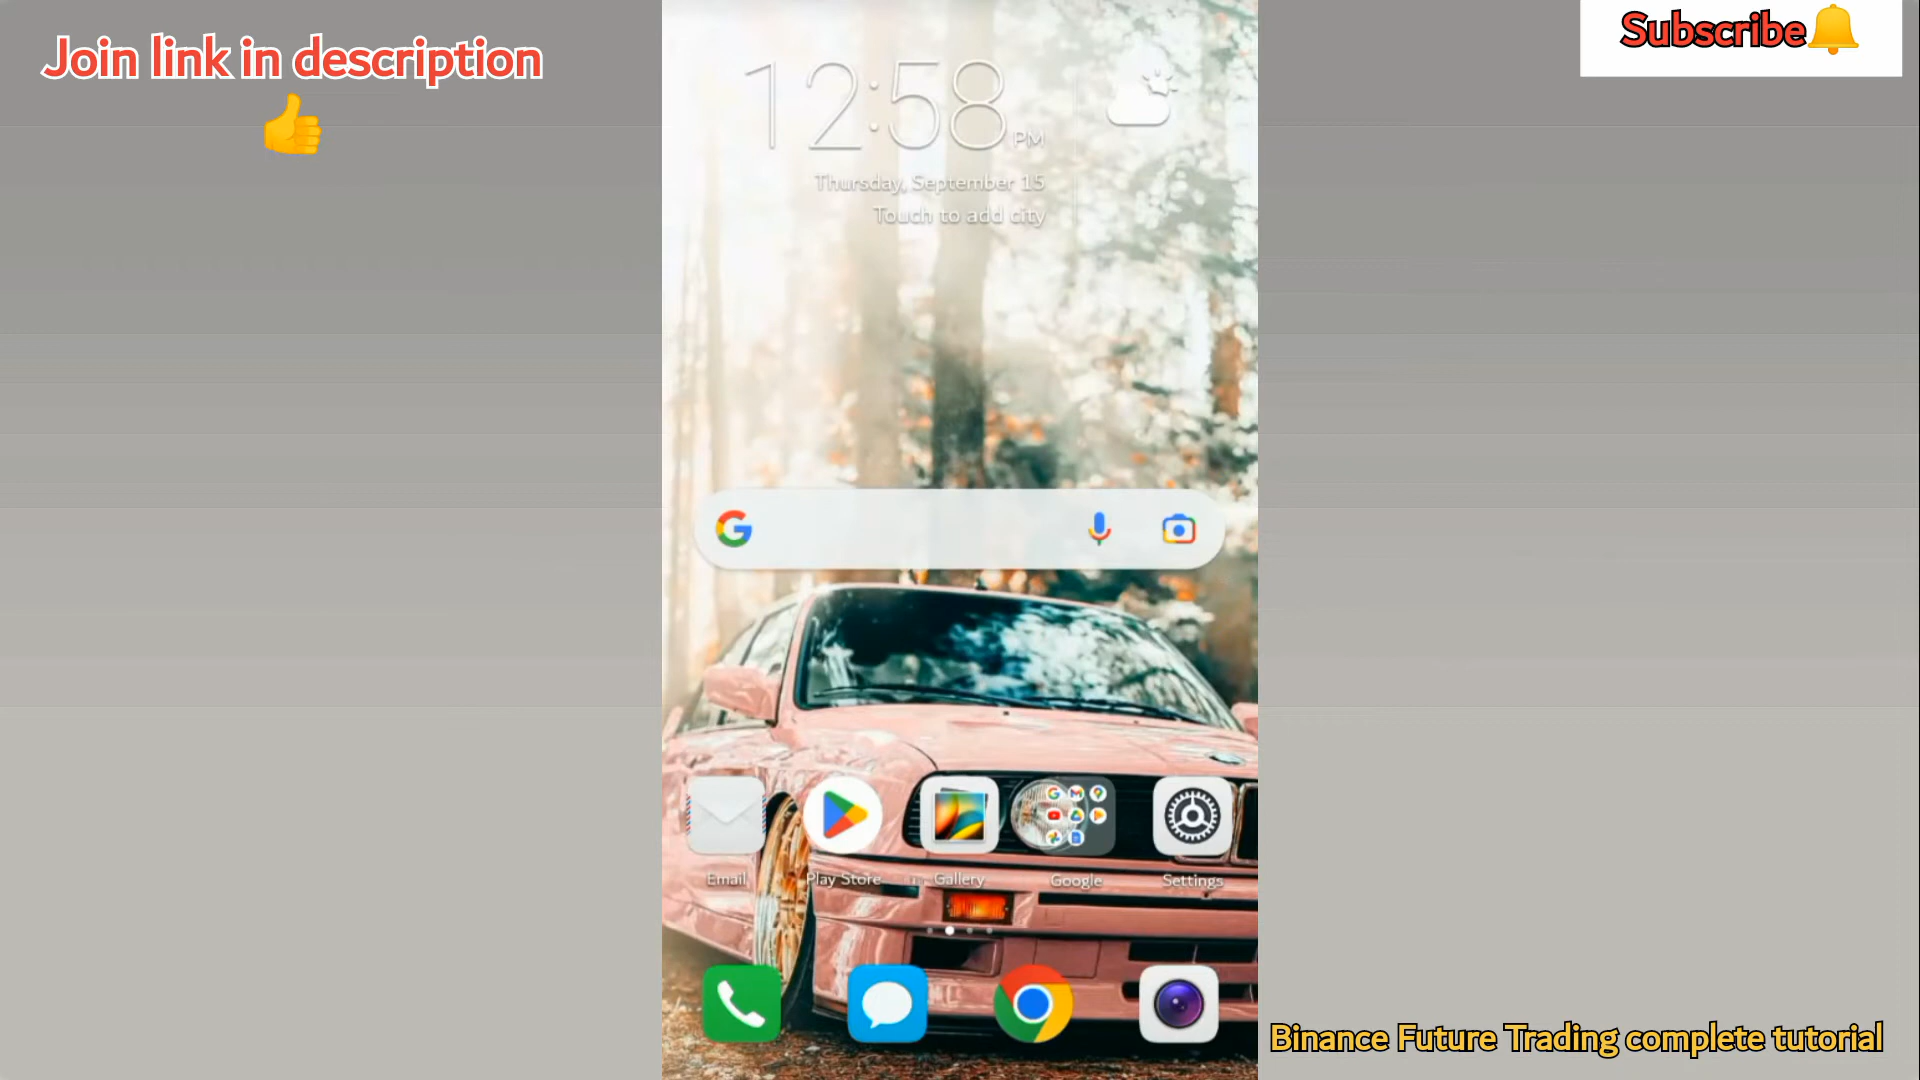 Join link in description
Subscribe
12:58 PM
Thursday, September 15
Touch to add city
Email
Play Store
Gallery
Google
Settings
Binance Future Trading complete tutorial